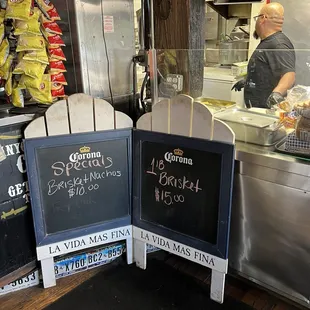 Corona
Specials
Brisket Nachos
$10.00
LA VIDA MAS FINA
Corona
1 lB
Brisket
$15.00
LA VIDA MAS FINA
GET